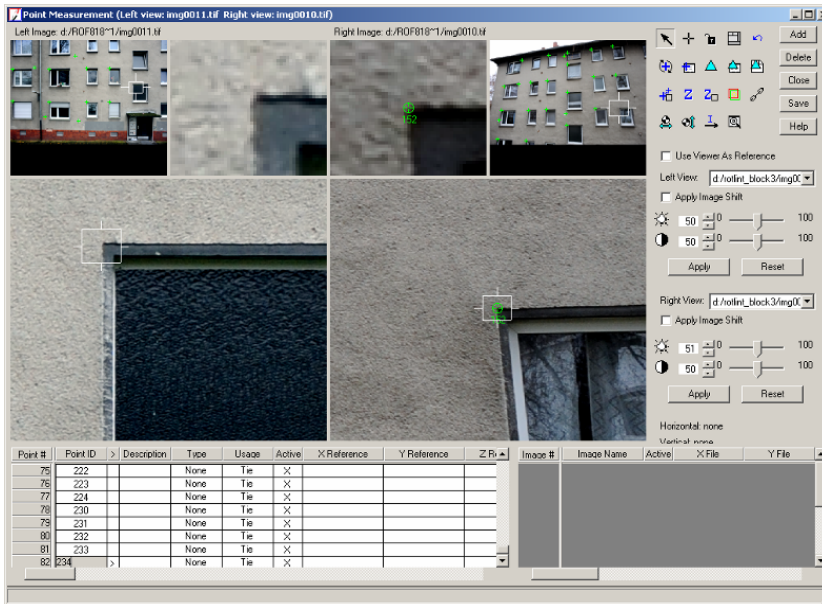 Point Measurement (Left view: img0011.tif Right view: img0010.tif)
Left Image: d:/ROF818~1/img0011.tif
Right Image: d:/ROF818~1/img0010.tif
152
Add
Delete
Close
Save
Help
Use Viewer As Reference
Left View: d:/rotlint_block3/img0(
Apply Image Shift
50 0 100
50 0 100
Apply Reset
Right View: d:/rotlint_block3/img0(
Apply Image Shift
51 0 100
50 0 100
Apply Reset
Horizontal: none
Vertical: none
Point # Point ID > Description Type Usage Active X Reference Y Reference Z R
75 222 None Tie X
76 223 None Tie X
77 224 None Tie X
78 230 None Tie X
79 231 None Tie X
80 232 None Tie X
81 233 None Tie X
82 234 > None Tie X
Image # Image Name Active X File Y File